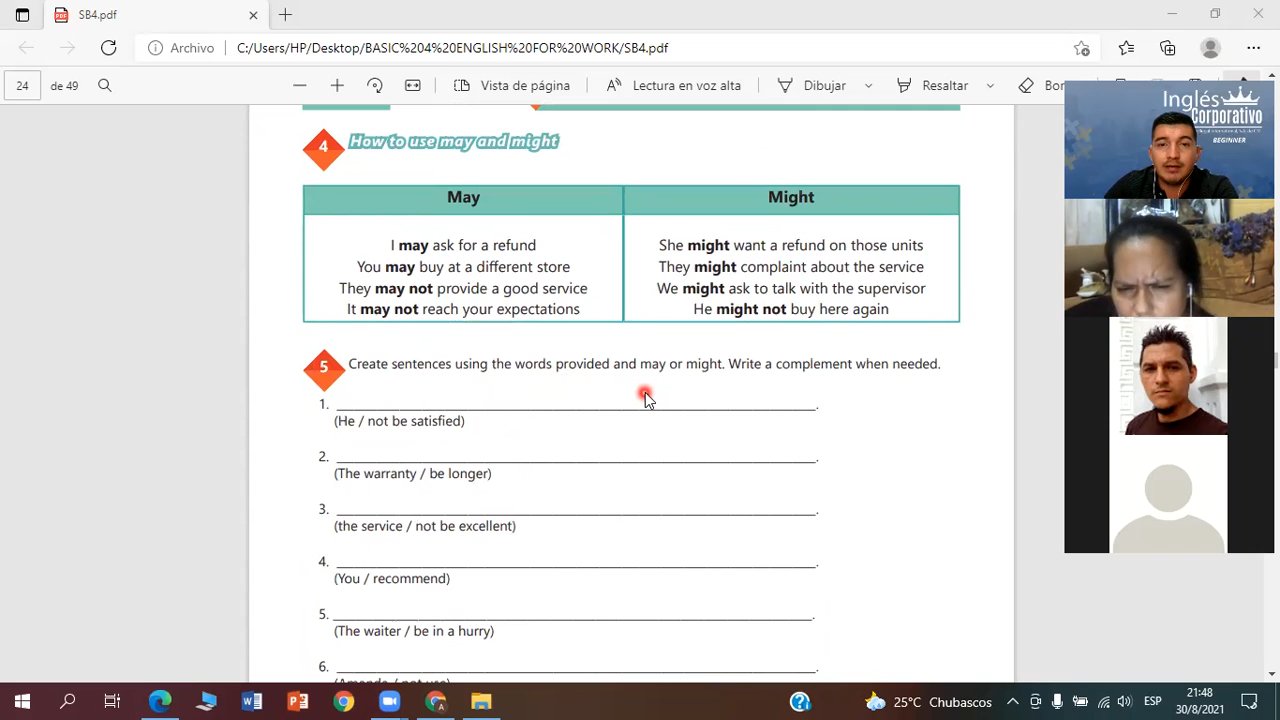 SB4.pdf
Archivo
C:/Users/HP/Desktop/BASIC%204%20ENGLISH%20FOR%20WORK/SB4.pdf
24 de 49
Vista de página
Lectura en voz alta
Dibujar
Resaltar
Inglés
Corporativo
BEGINNER
4 How to use may and might
May Might
I may ask for a refund
You may buy at a different store
They may not provide a good service
It may not reach your expectations
She might want a refund on those units
They might complaint about the service
We might ask to talk with the supervisor
He might not buy here again
5 Create sentences using the words provided and may or might. Write a complement when needed.
1. ______________________________.
(He / not be satisfied)
2. ______________________________.
(The warranty / be longer)
3. ______________________________.
(the service / not be excellent)
4. ______________________________.
(You / recommend)
5. ______________________________.
(The waiter / be in a hurry)
6. ______________________________.
25°C Chubascos
ESP
21:48
30/8/2021